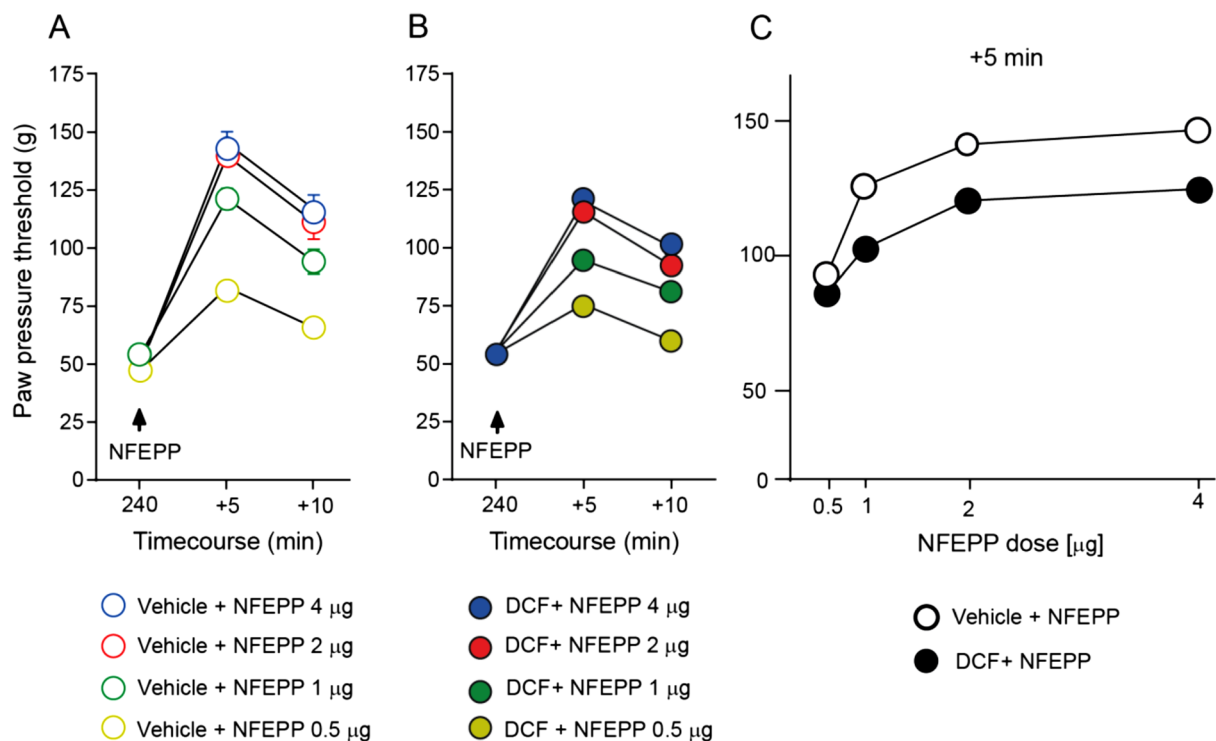 A
Paw pressure threshold (g)
175
150
125
100
75
50
25
0
NFEPP
240
+5
+10
Timecourse (min)
Vehicle + NFEPP 4 μg
Vehicle + NFEPP 2 μg
Vehicle + NFEPP 1 μg
Vehicle + NFEPP 0.5 μg
B
175
150
125
100
75
50
25
0
NFEPP
240
+5
+10
Timecourse (min)
DCF+ NFEPP 4 μg
DCF+ NFEPP 2 μg
DCF+ NFEPP 1 μg
DCF + NFEPP 0.5 μg
C
+5 min
150
100
50
0
0.5
1
2
4
NFEPP dose [μg]
Vehicle + NFEPP
DCF+ NFEPP